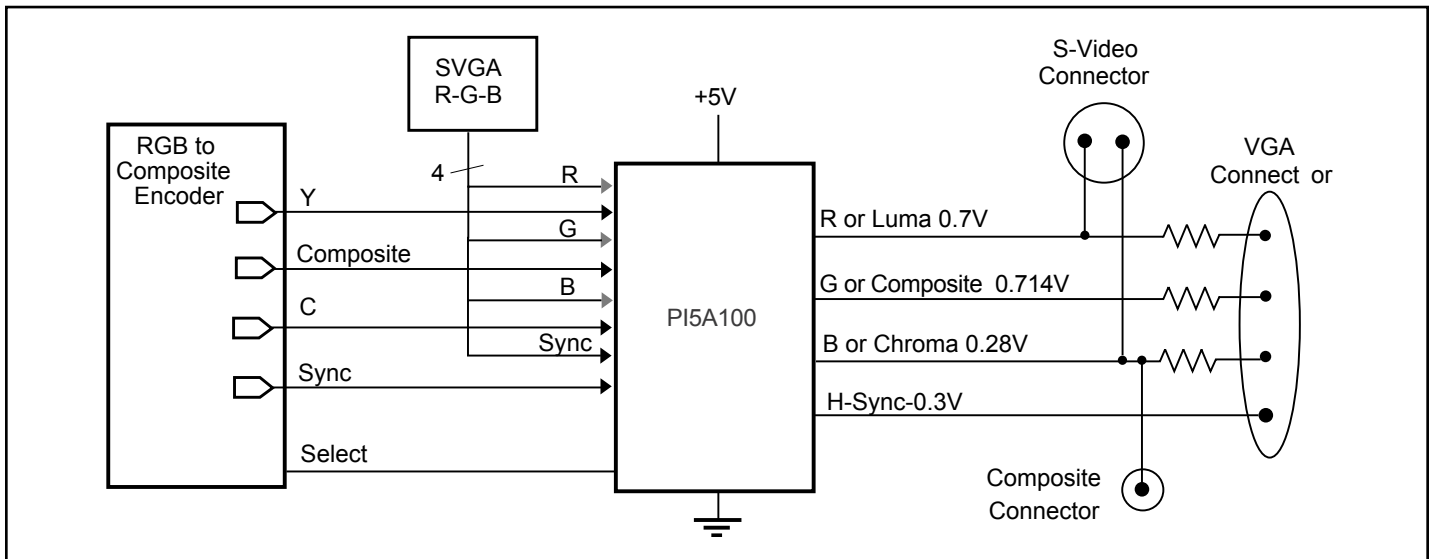 SVGA
R-G-B
+5V
S-Video
Connector
VGA
Connect or
RGB to
Composite
Encoder
4
R
Y
G
Composite
B
C
Sync
Sync
Select
PI5A100
R or Luma 0.7V
G or Composite 0.714V
B or Chroma 0.28V
H-Sync-0.3V
Composite
Connector